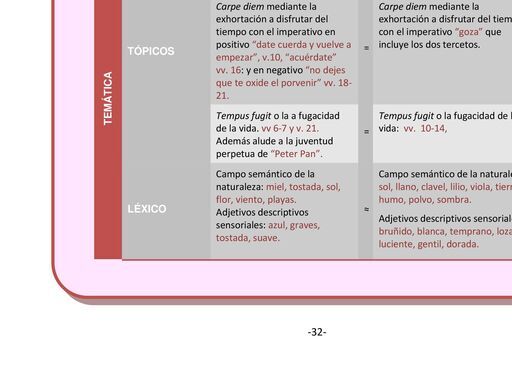 TEMÁTICA
TÓPICOS
Carpe diem mediante la
exhortación a disfrutar del
tiempo con el imperativo en
positivo “date cuerda y vuelve a
empezar”, v.10, “acuérdate”
vv. 16: y en negativo “no dejes
que te oxide el porvenir” vv. 18-
21.
=
Carpe diem mediante la
exhortación a disfrutar del tiem
con el imperativo “goza” que
incluye los dos tercetos.
Tempus fugit o la a fugacidad
de la vida. vv 6-7 y v. 21.
Además alude a la juventud
perpetua de “Peter Pan”.
=
Tempus fugit o la fugacidad de l
vida: vv. 10-14,
LÉXICO
Campo semántico de la
naturaleza: miel, tostada, sol,
flor, viento, playas.
Adjetivos descriptivos
sensoriales: azul, graves,
tostada, suave.
≈
Campo semántico de la natural
sol, llano, clavel, lilio, viola, tierr
humo, polvo, sombra.
Adjetivos descriptivos sensorial
bruñido, blanca, temprano, loza
luciente, gentil, dorada.
-32-